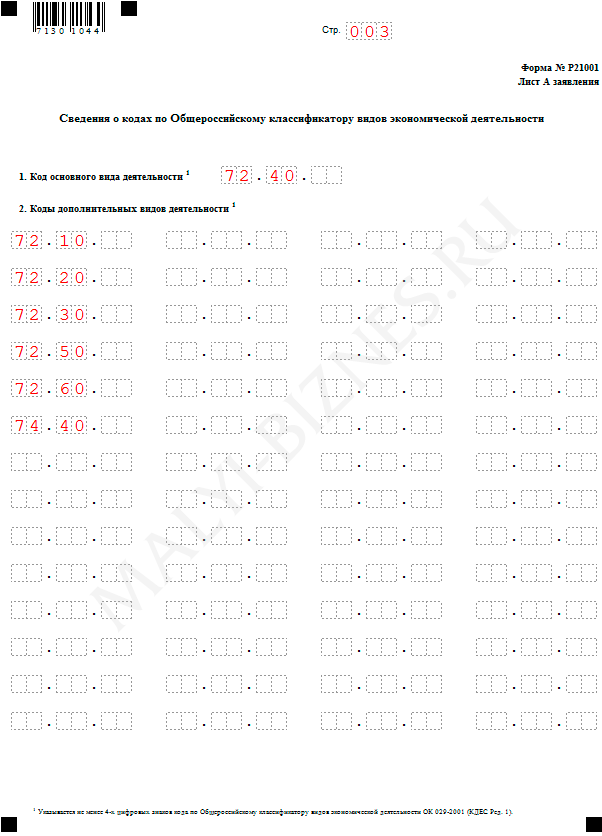 7130 1044
Стр. 003
Форма № Р21001
Лист А заявления
Сведения о кодах по Общероссийскому классификатору видов экономической деятельности
1. Код основного вида деятельности 1 72.40.
2. Коды дополнительных видов деятельности 1
72.10.
72.20.
72.30.
72.50.
72.60.
74.40.
MALYI-BIZNES.RU
1 Указывается не менее 4-х цифровых знаков кода по Общероссийскому классификатору видов экономической деятельности ОК 029-2001 (КДЕС Ред. 1).